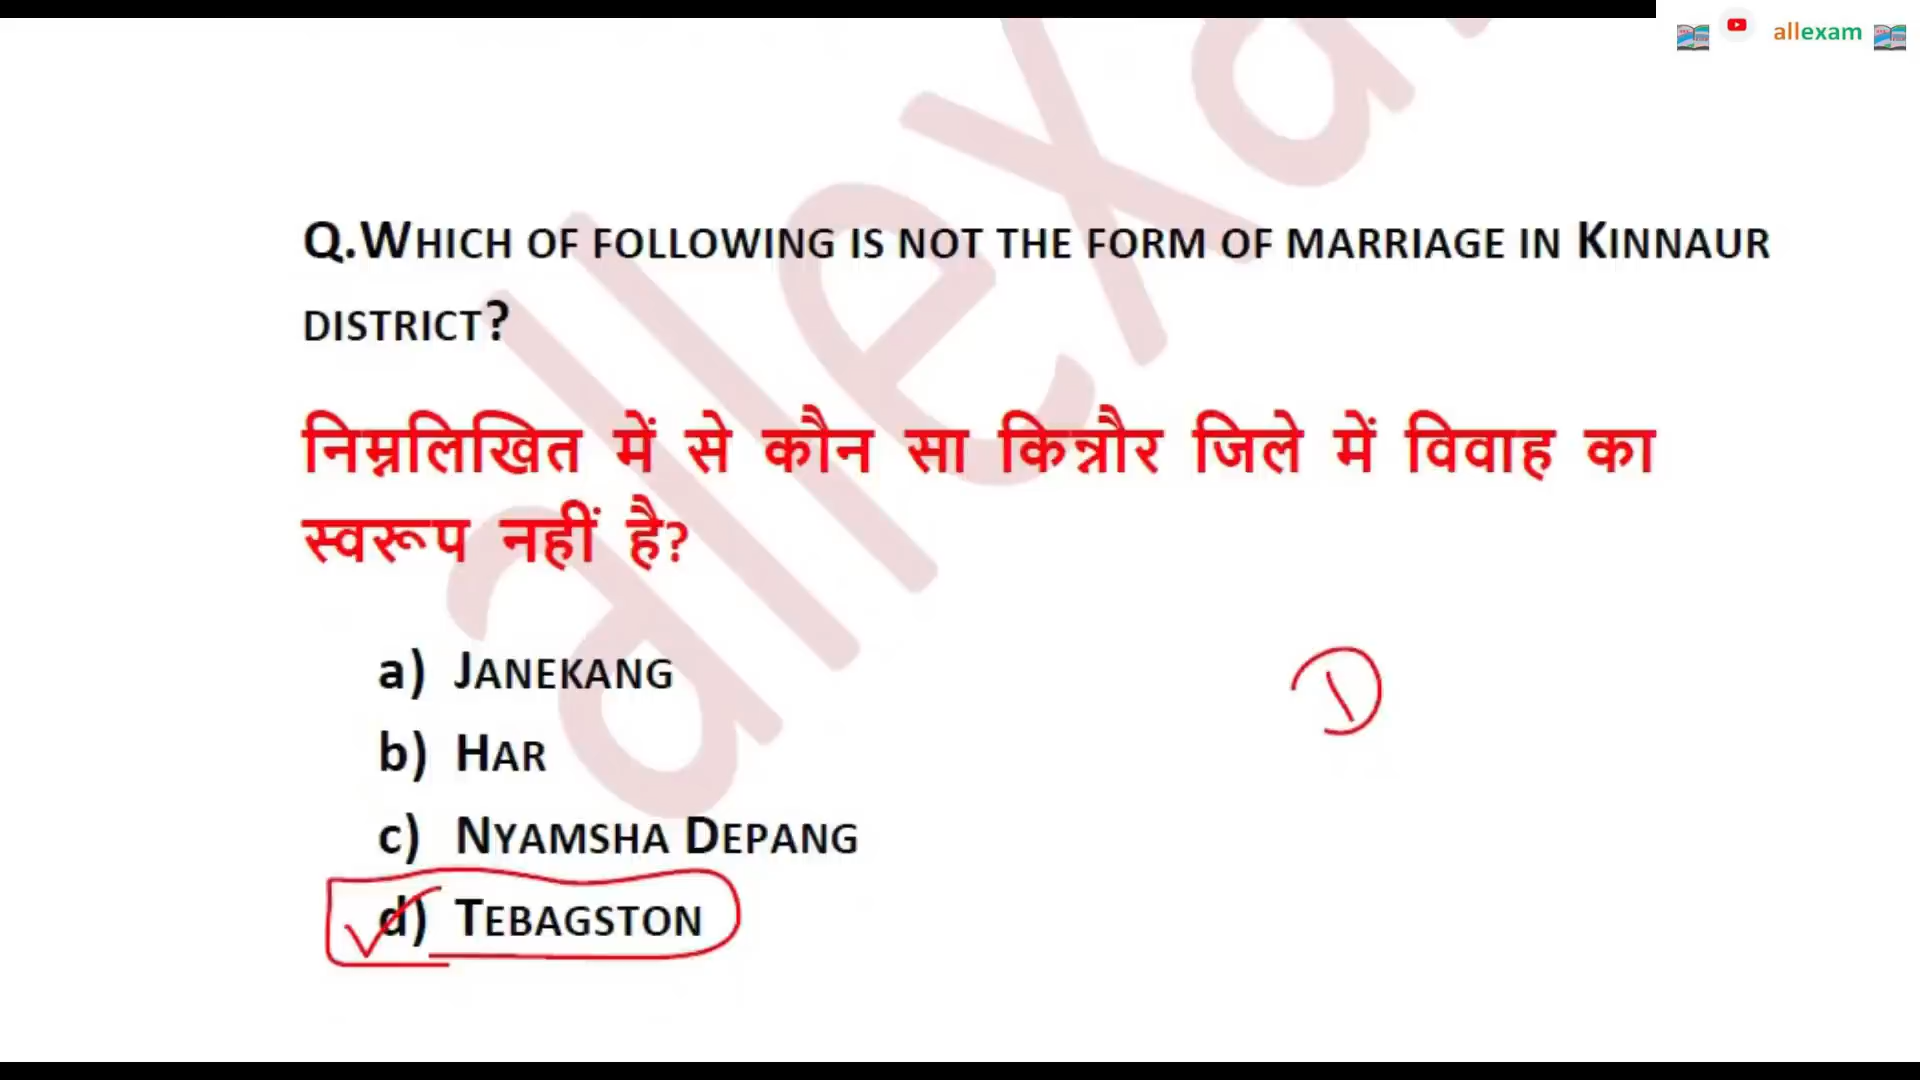 allexam
Q.Which of following is not the form of marriage in Kinnaur
district?
निम्नलिखित में से कौन सा किन्नौर जिले में विवाह का
स्वरूप नहीं है?
a) Janekang
b) Har
c) Nyamsha Depang
d) Tebagston
D
allexa